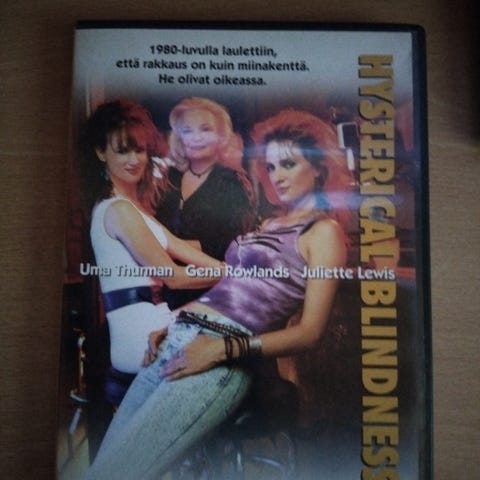 1980-luvulla laulettiin,
että rakkaus on kuin miinakenttä.
He olivat oikeassa.
HYSTERICAL BLINDNESS
Uma Thurman Gena Rowlands Juliette Lewis